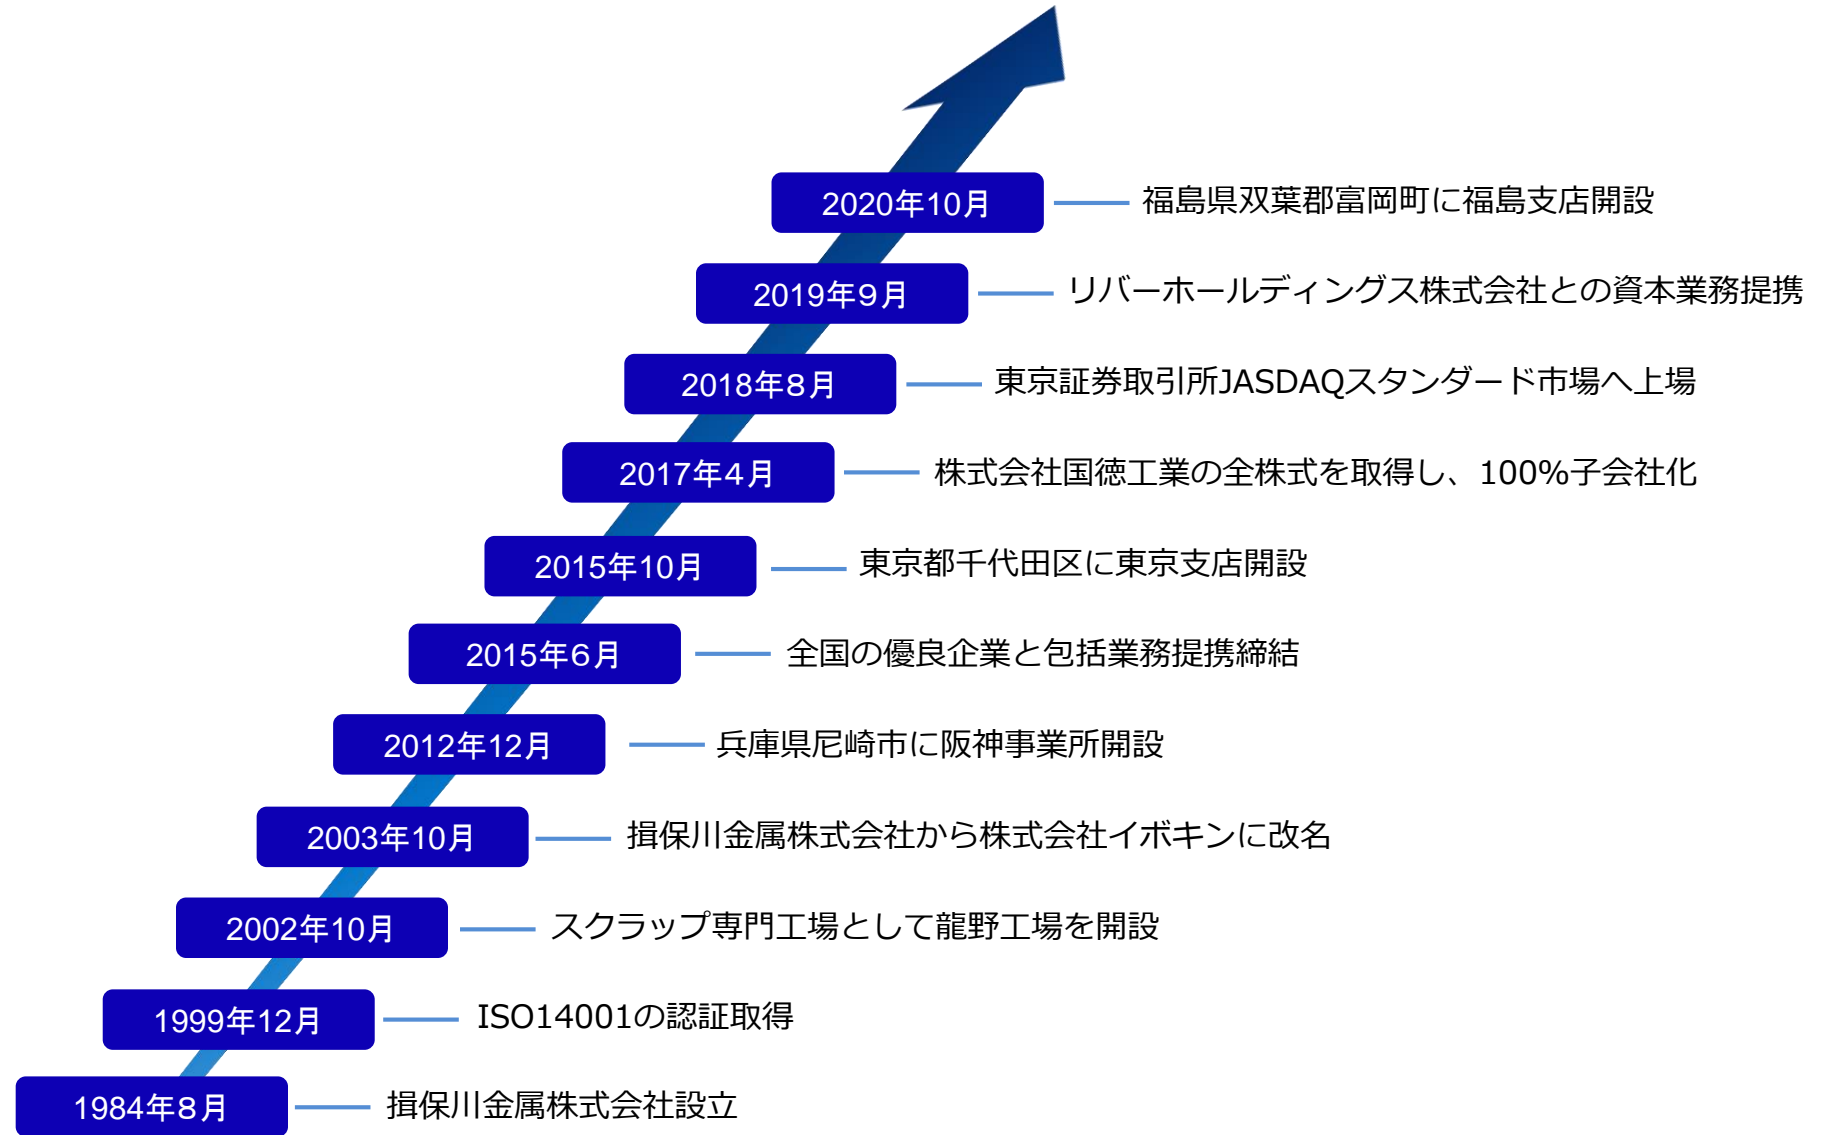 2020年10月 福島県双葉郡富岡町に福島支店開設
2019年９月 リバーホールディングス株式会社との資本業務提携
2018年８月 東京証券取引所JASDAQスタンダード市場へ上場
2017年４月 株式会社国徳工業の全株式を取得し、100%子会社化
2015年10月 東京都千代田区に東京支店開設
2015年６月 全国の優良企業と包括業務提携締結
2012年12月 兵庫県尼崎市に阪神事業所開設
2003年10月 揖保川金属株式会社から株式会社イボキンに改名
2002年10月 スクラップ専門工場として龍野工場を開設
1999年12月 ISO14001の認証取得
1984年８月 揖保川金属株式会社設立